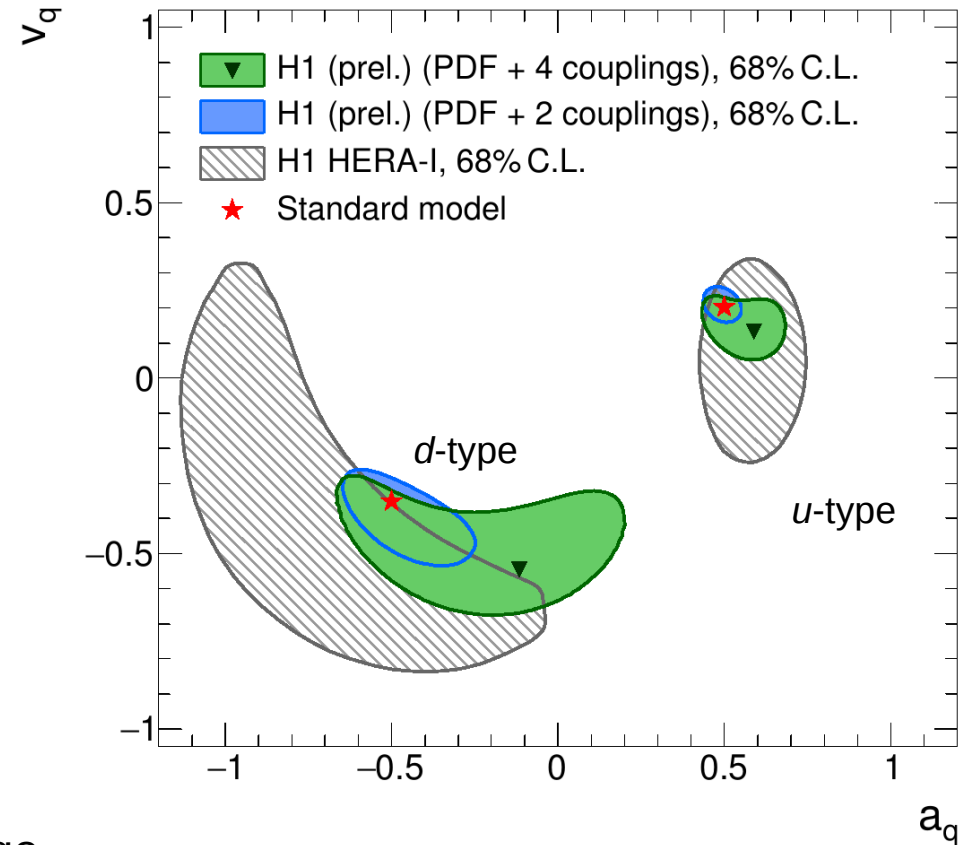 v_q
1
H1 (prel.) (PDF + 4 couplings), 68% C.L.
H1 (prel.) (PDF + 2 couplings), 68% C.L.
H1 HERA-I, 68% C.L.
0.5
Standard model
0
d-type
u-type
−0.5
−1
−1 −0.5 0 0.5 1
a_q